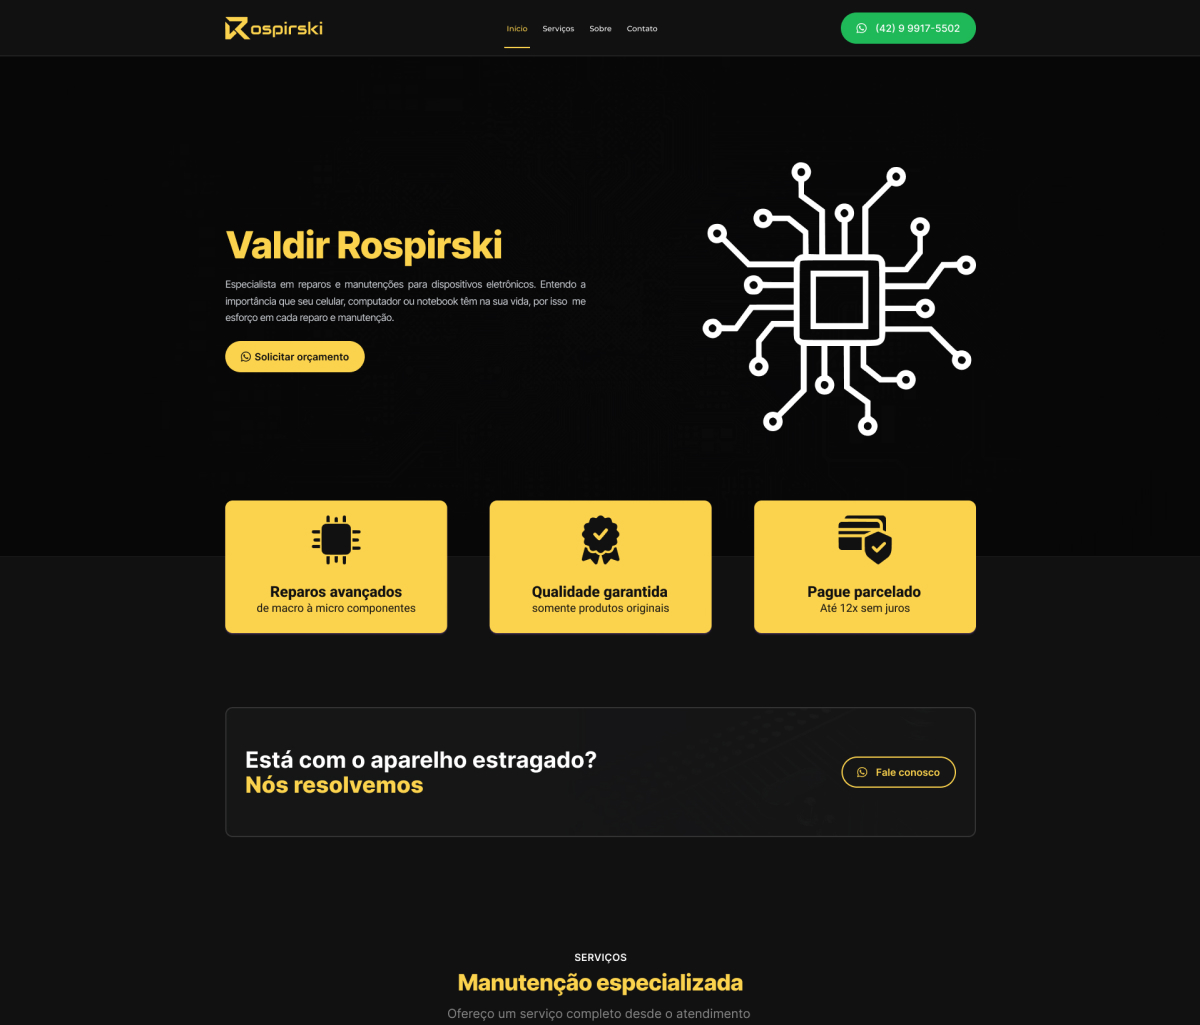 Rospirski
Início
Serviços
Sobre
Contato
(42) 9 9917-5502
Valdir Rospirski
Especialista em reparos e manutenções para dispositivos eletrônicos. Entendo a
importância que seu celular, computador ou notebook têm na sua vida, por isso me
esforço em cada reparo e manutenção.
Solicitar orçamento
Reparos avançados
de macro à micro componentes
Qualidade garantida
somente produtos originais
Pague parcelado
Até 12x sem juros
Está com o aparelho estragado?
Nós resolvemos
Fale conosco
SERVIÇOS
Manutenção especializada
Ofereço um serviço completo desde o atendimento